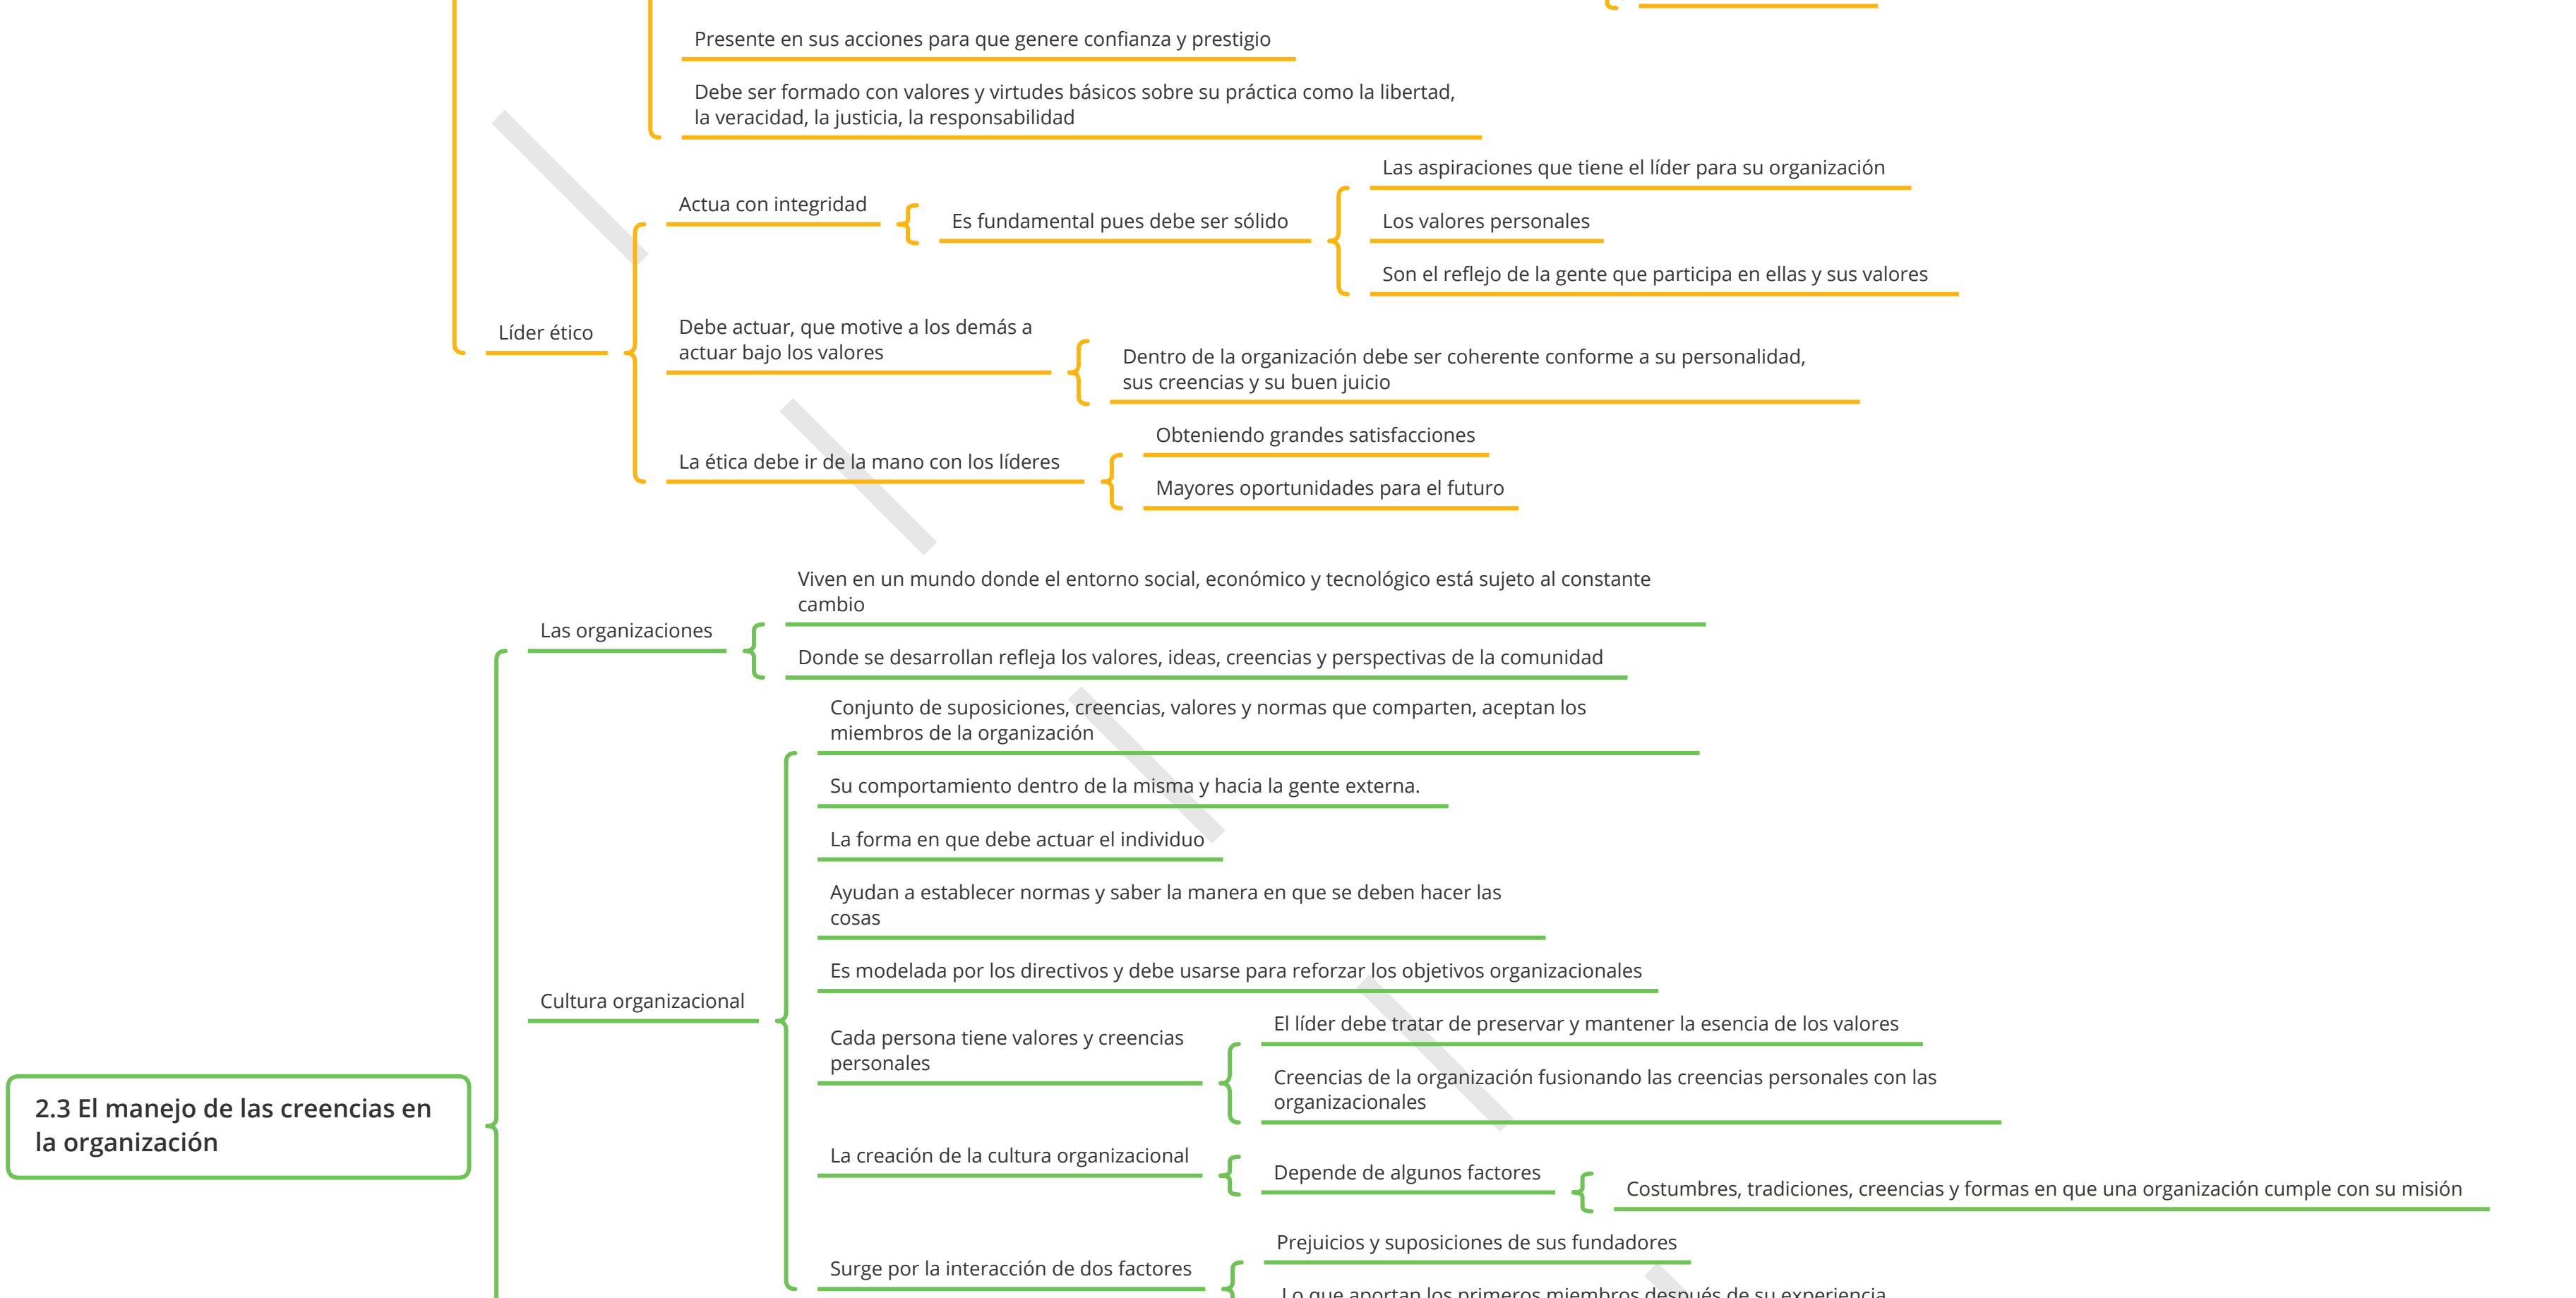 Presente en sus acciones para que genere confianza y prestigio
Debe ser formado con valores y virtudes básicos sobre su práctica como la libertad,
la veracidad, la justicia, la responsabilidad
Líder ético
Actua con integridad
Es fundamental pues debe ser sólido
Las aspiraciones que tiene el líder para su organización
Los valores personales
Son el reflejo de la gente que participa en ellas y sus valores
Debe actuar, que motive a los demás a
actuar bajo los valores
Dentro de la organización debe ser coherente conforme a su personalidad,
sus creencias y su buen juicio
La ética debe ir de la mano con los líderes
Obteniendo grandes satisfacciones
Mayores oportunidades para el futuro
2.3 El manejo de las creencias en
la organización
Las organizaciones
Viven en un mundo donde el entorno social, económico y tecnológico está sujeto al constante
cambio
Donde se desarrollan refleja los valores, ideas, creencias y perspectivas de la comunidad
Cultura organizacional
Conjunto de suposiciones, creencias, valores y normas que comparten, aceptan los
miembros de la organización
Su comportamiento dentro de la misma y hacia la gente externa.
La forma en que debe actuar el individuo
Ayudan a establecer normas y saber la manera en que se deben hacer las
cosas
Es modelada por los directivos y debe usarse para reforzar los objetivos organizacionales
Cada persona tiene valores y creencias
personales
El líder debe tratar de preservar y mantener la esencia de los valores
Creencias de la organización fusionando las creencias personales con las
organizacionales
La creación de la cultura organizacional
Depende de algunos factores
Costumbres, tradiciones, creencias y formas en que una organización cumple con su misión
Surge por la interacción de dos factores
Prejuicios y suposiciones de sus fundadores
Lo que aportan los primeros miembros después de su experiencia